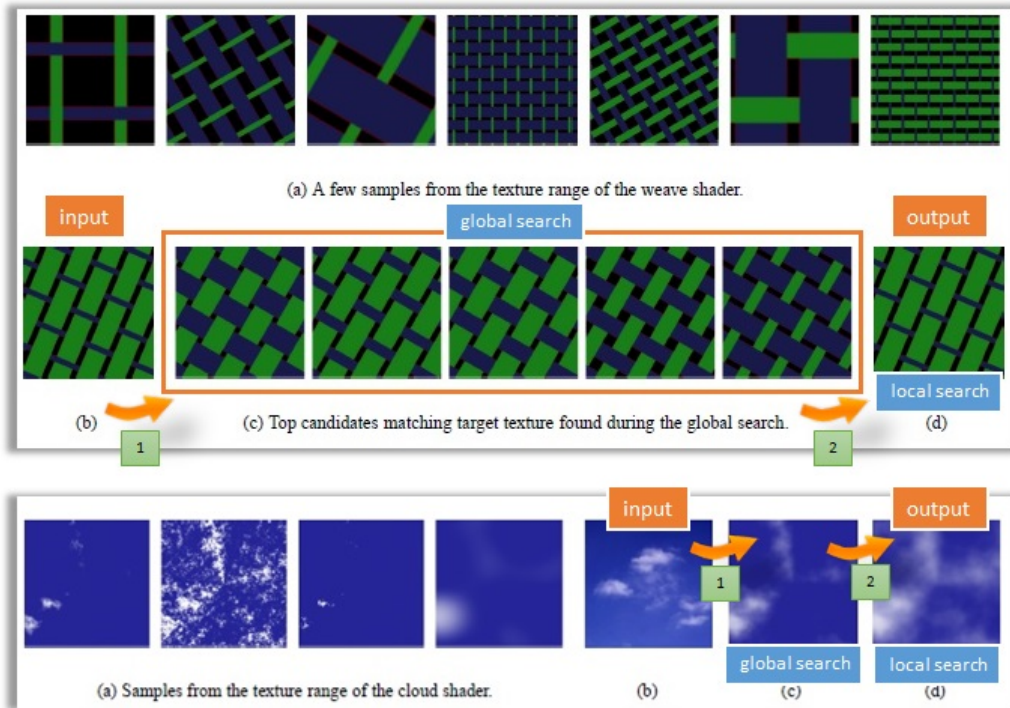 (a) A few samples from the texture range of the weave shader.
input
global search
output
local search
(b)
(c) Top candidates matching target texture found during the global search.
(d)
1
2
input
output
1
2
global search
local search
(a) Samples from the texture range of the cloud shader.
(b)
(c)
(d)